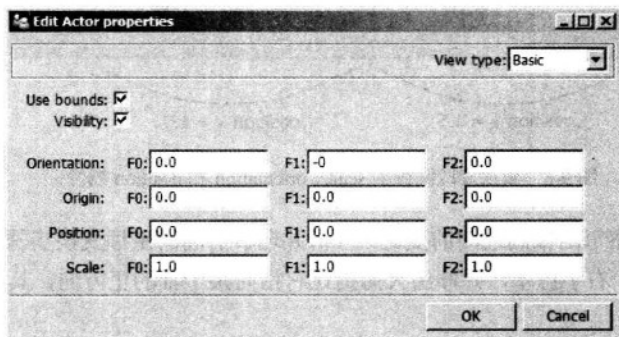 Edit Actor properties
View type: Basic
Use bounds:
Visibility:
Orientation: F0: 0.0 F1: -0 F2: 0.0
Origin: F0: 0.0 F1: 0.0 F2: 0.0
Position: F0: 0.0 F1: 0.0 F2: 0.0
Scale: F0: 1.0 F1: 1.0 F2: 1.0
OK Cancel